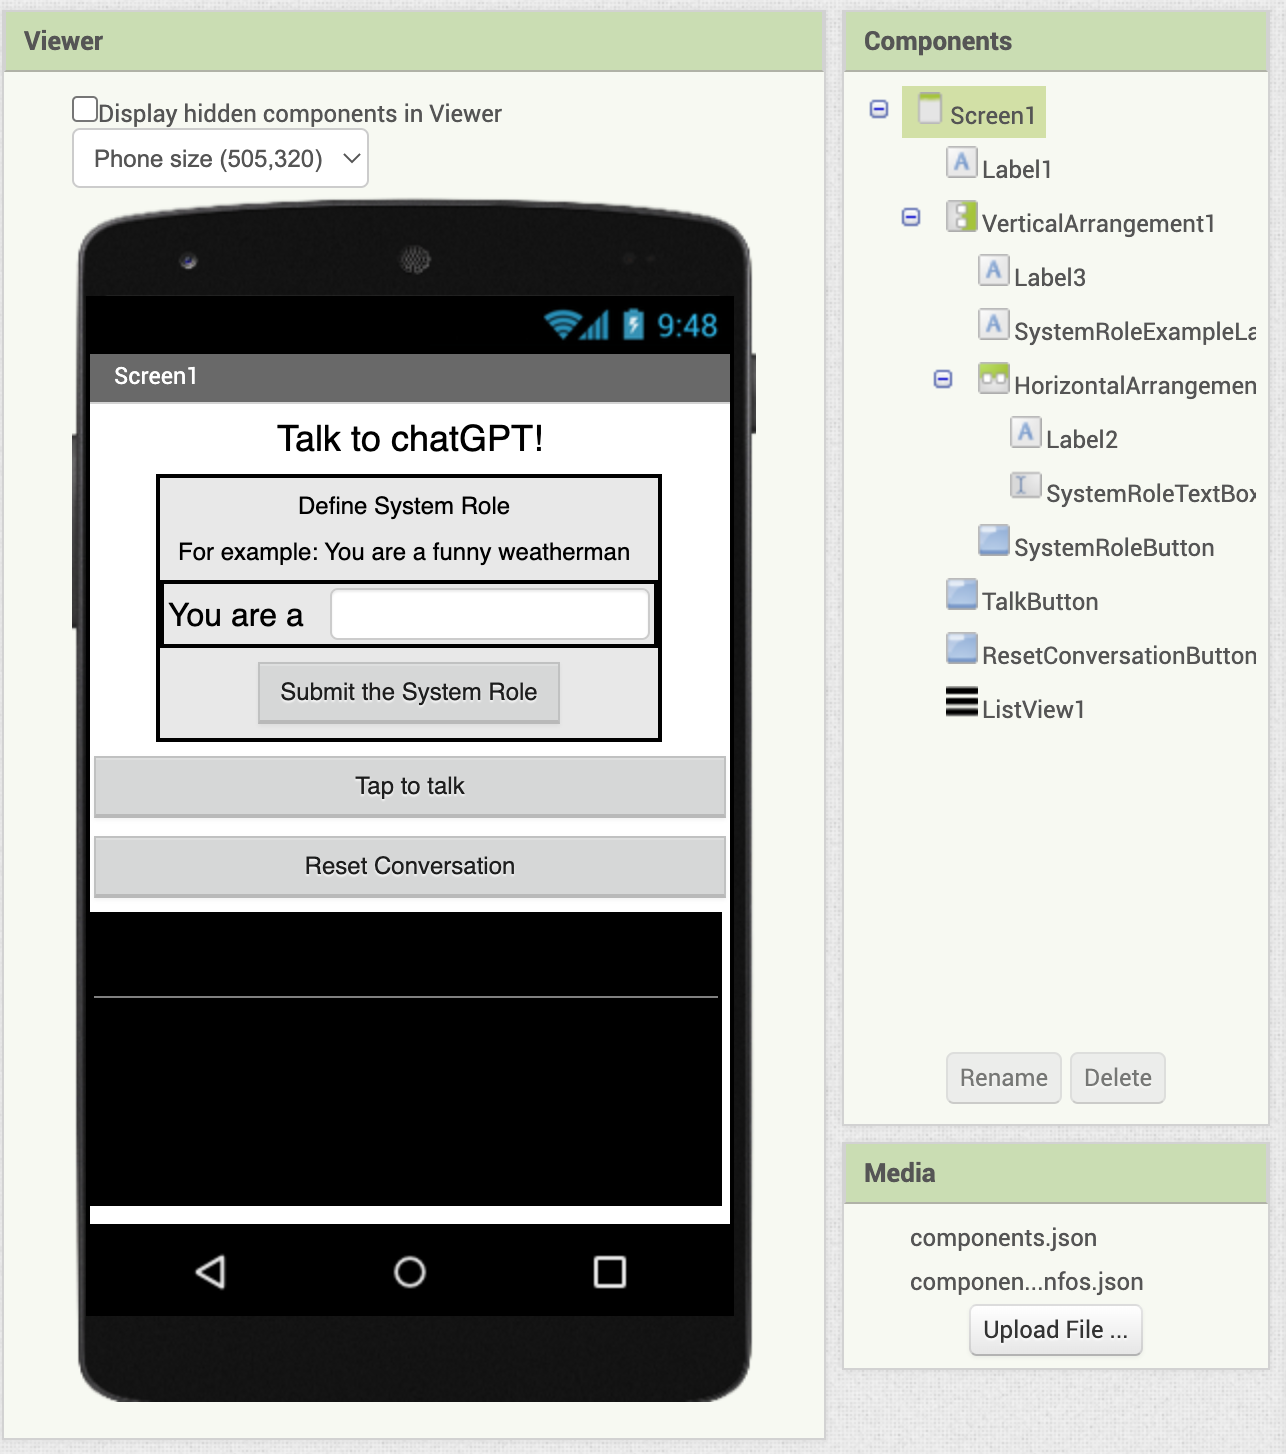 Viewer
Display hidden components in Viewer
Phone size (505,320)
9:48
Screen1
Talk to chatGPT!
Define System Role
For example: You are a funny weatherman
You are a
Submit the System Role
Tap to talk
Reset Conversation
Components
Screen1
A Label1
VerticalArrangement1
A Label3
A SystemRoleExampleLa
HorizontalArrangemen
A Label2
SystemRoleTextBox
SystemRoleButton
TalkButton
ResetConversationButton
ListView1
Rename Delete
Media
components.json
componen...nfos.json
Upload File ...